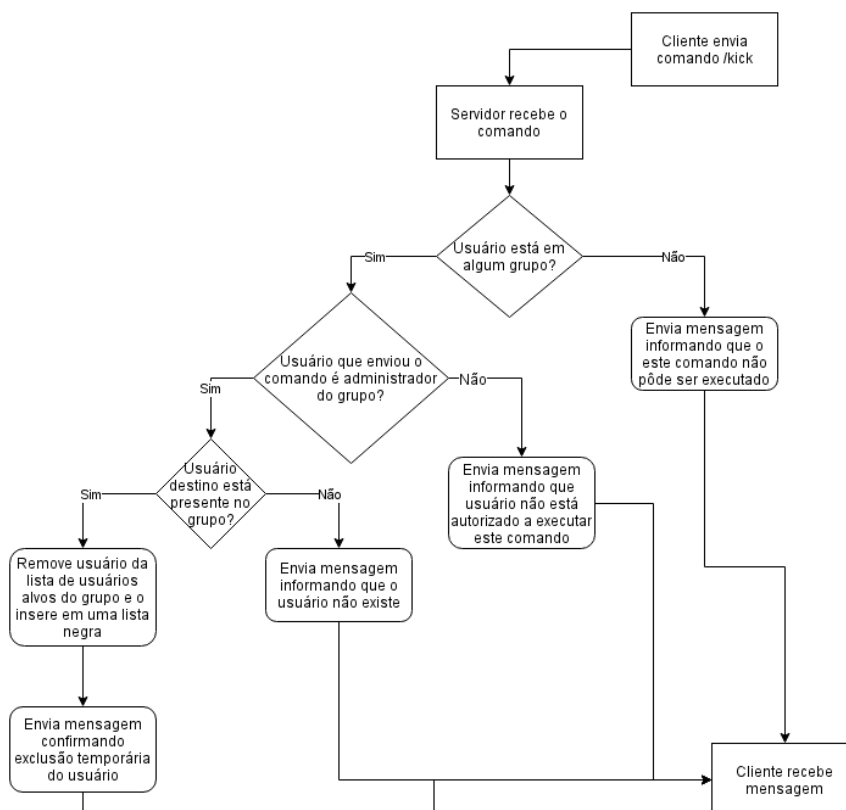 Cliente envia
comando /kick
Servidor recebe o
comando
Usuário está em
algum grupo?
Sim
Não
Envia mensagem
informando que o
este comando não
pôde ser executado
Usuário que enviou o
comando é administrador
do grupo?
Sim
Não
Usuário
destino está
presente no
grupo?
Envia mensagem
informando que
usuário não está
autorizado a executar
este comando
Sim
Não
Remove usuário da
lista de usuários
alvos do grupo e o
insere em uma lista
negra
Envia mensagem
informando que o
usuário não existe
Envia mensagem
confirmando
exclusão temporária
do usuário
Cliente recebe
mensagem